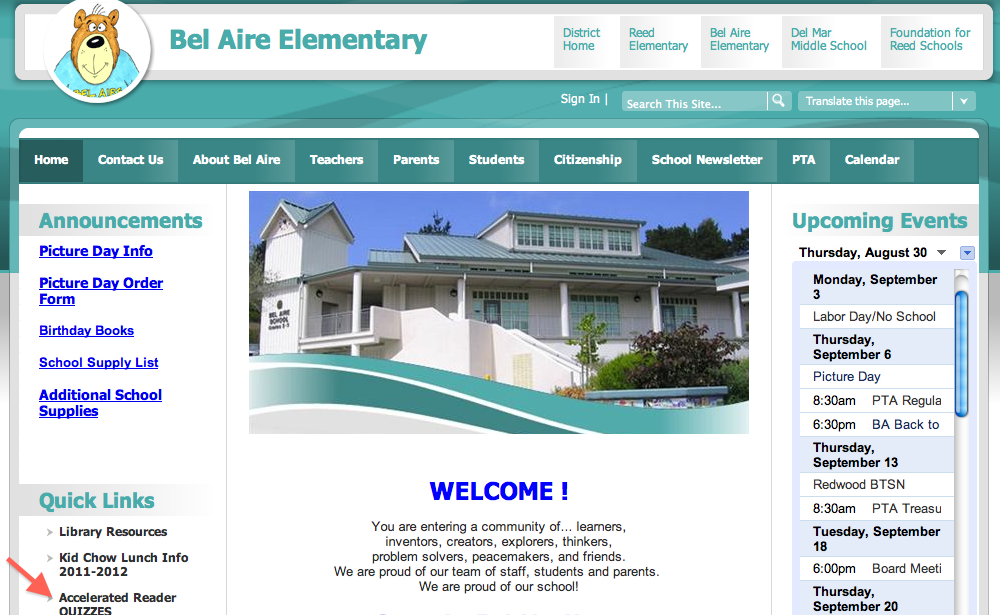 Bel Aire Elementary
District
Home
Reed
Elementary
Bel Aire
Elementary
Del Mar
Middle School
Foundation for
Reed Schools
BEL AIRE
Sign In |
Search This Site...
Translate this page...
Home
Contact Us
About Bel Aire
Teachers
Parents
Students
Citizenship
School Newsletter
PTA
Calendar
Announcements
Picture Day Info
Picture Day Order
Form
Birthday Books
School Supply List
Additional School
Supplies
Quick Links
Library Resources
Kid Chow Lunch Info
2011-2012
Accelerated Reader
QUIZZES
BEL AIRE
SCHOOL
WELCOME !
You are entering a community of... learners,
inventors, creators, explorers, thinkers,
problem solvers, peacemakers, and friends.
We are proud of our team of staff, students and parents.
We are proud of our school!
Upcoming Events
Thursday, August 30
Monday, September
3
Labor Day/No School
Thursday,
September 6
Picture Day
8:30am PTA Regula
6:30pm BA Back to
Thursday,
September 13
Redwood BTSN
8:30am PTA Treasu
Tuesday, September
18
6:00pm Board Meeti
Thursday,
September 20